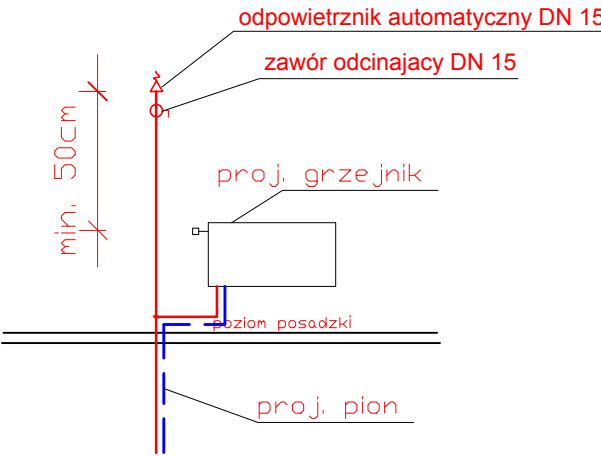 odpowietrznik automatyczny DN 15
zawór odcinajacy DN 15
min. 50cm
proj. grzejnik
poziom posadzki
proj. pion